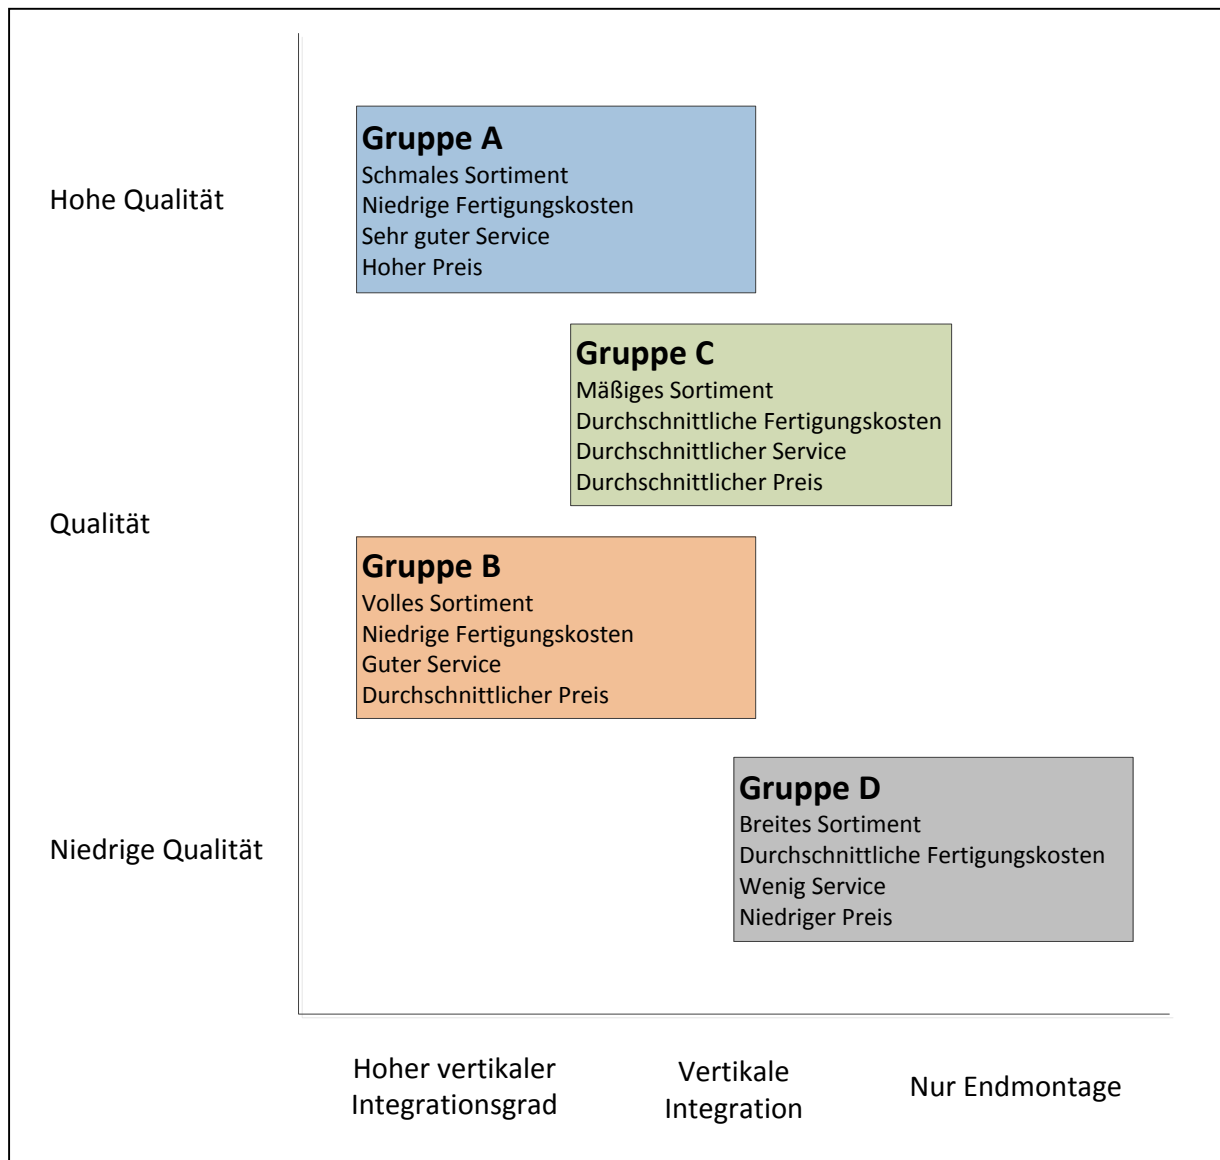 Hohe Qualität
Gruppe A
Schmales Sortiment
Niedrige Fertigungskosten
Sehr guter Service
Hoher Preis
Gruppe C
Mäßiges Sortiment
Durchschnittliche Fertigungskosten
Durchschnittlicher Service
Durchschnittlicher Preis
Qualität
Gruppe B
Volles Sortiment
Niedrige Fertigungskosten
Guter Service
Durchschnittlicher Preis
Niedrige Qualität
Gruppe D
Breites Sortiment
Durchschnittliche Fertigungskosten
Wenig Service
Niedriger Preis
Hoher vertikaler
Integrationsgrad
Vertikale
Integration
Nur Endmontage